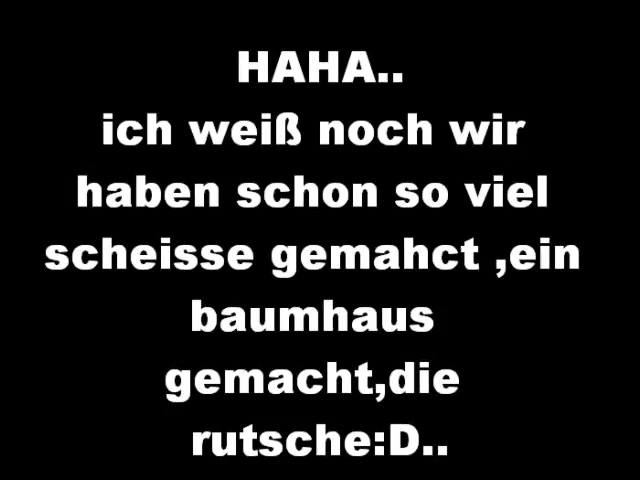 HAHA..
ich weiß noch wir
haben schon so viel
scheisse gemahct ,ein
baumhaus
gemacht,die
rutsche:D..